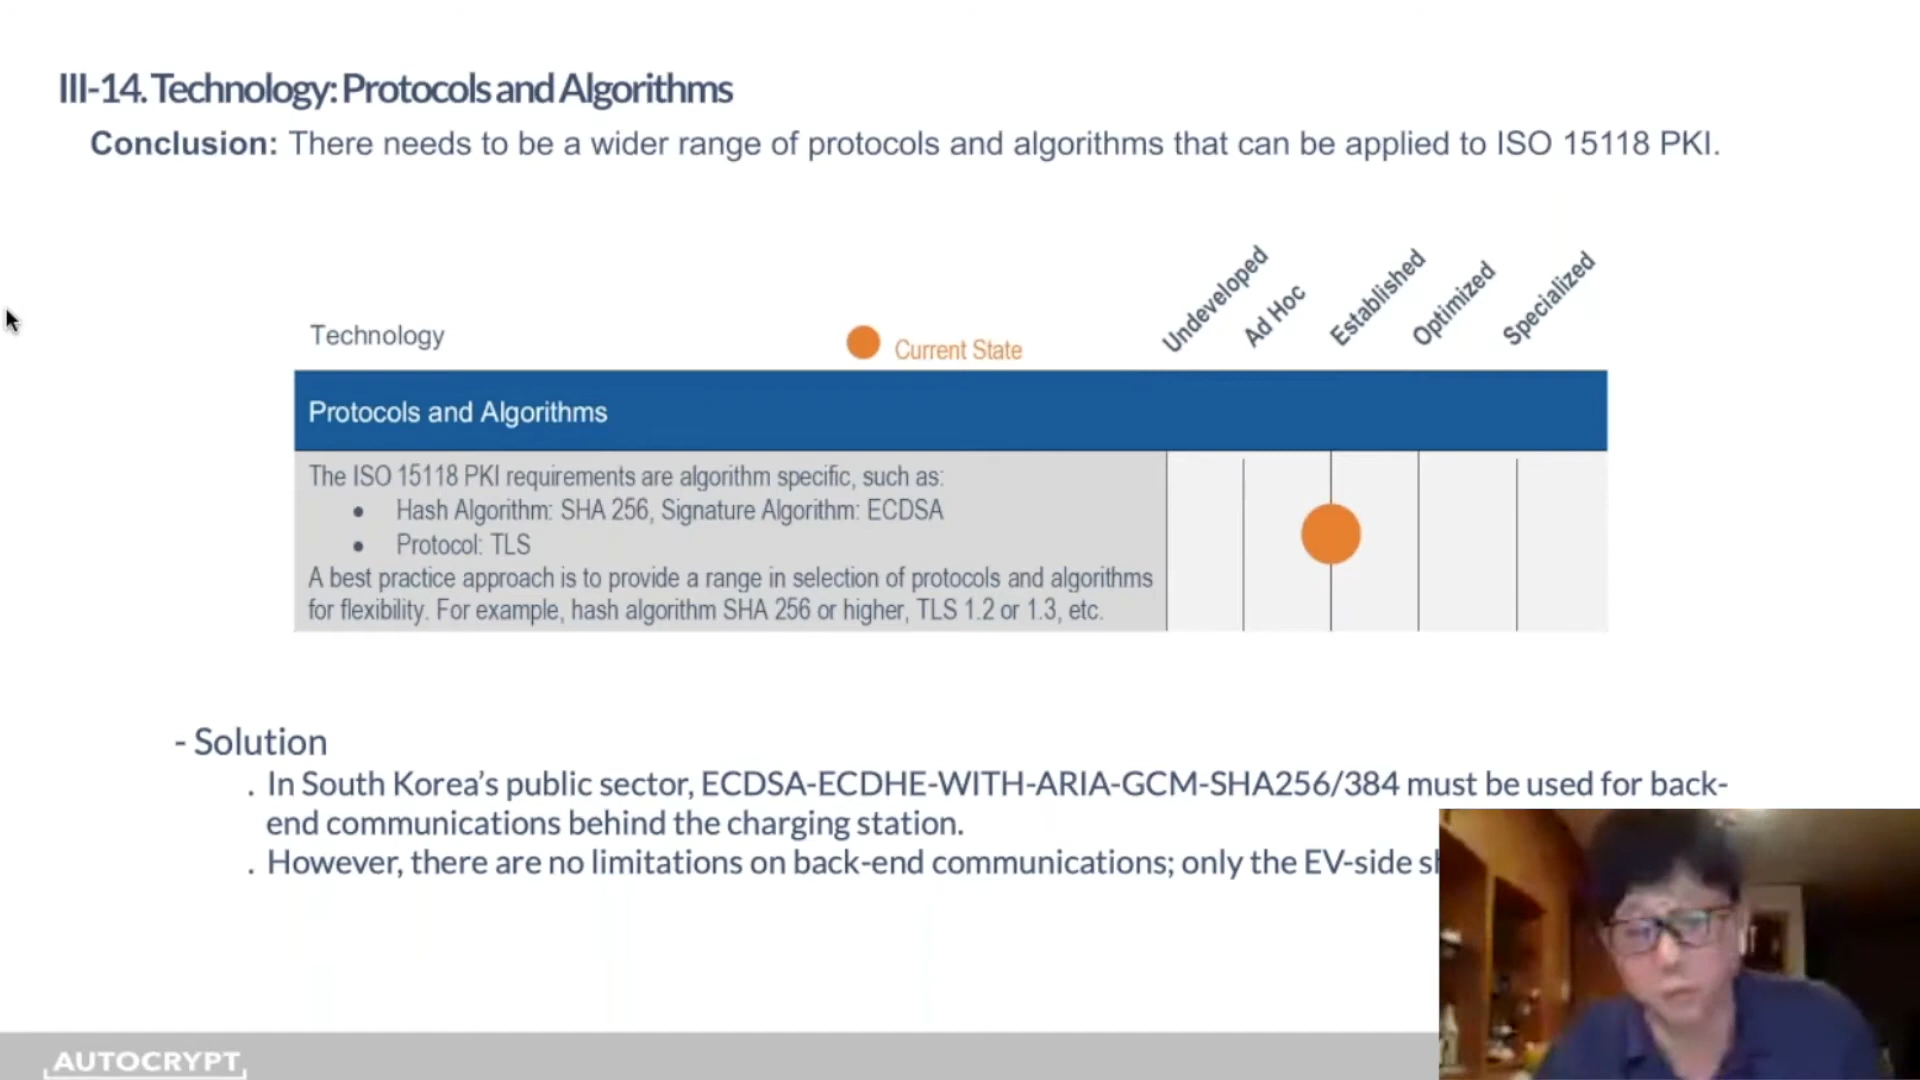 III-14. Technology: Protocols and Algorithms
Conclusion: There needs to be a wider range of protocols and algorithms that can be applied to ISO 15118 PKI.
Undeveloped
Ad Hoc
Established
Optimized
Specialized
Technology
Current State
Protocols and Algorithms
The ISO 15118 PKI requirements are algorithm specific, such as:
• Hash Algorithm: SHA 256, Signature Algorithm: ECDSA
• Protocol: TLS
A best practice approach is to provide a range in selection of protocols and algorithms
for flexibility. For example, hash algorithm SHA 256 or higher, TLS 1.2 or 1.3, etc.
- Solution
. In South Korea’s public sector, ECDSA-ECDHE-WITH-ARIA-GCM-SHA256/384 must be used for back-
end communications behind the charging station.
. However, there are no limitations on back-end communications; only the EV-side
AUTOCRYPT